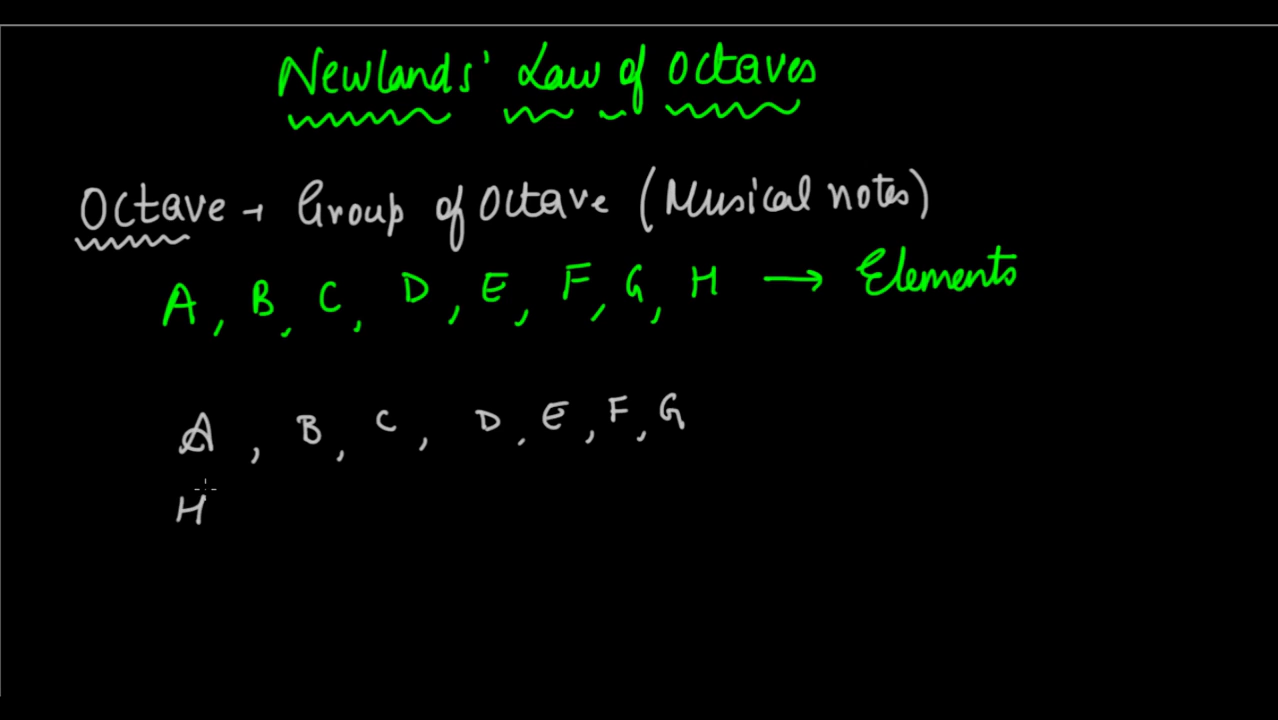 Newlands' Law of Octaves
Octave → Group of Octave (Musical notes)
A, B, C, D, E, F, G, H → Elements
A, B, C, D, E, F, G
H